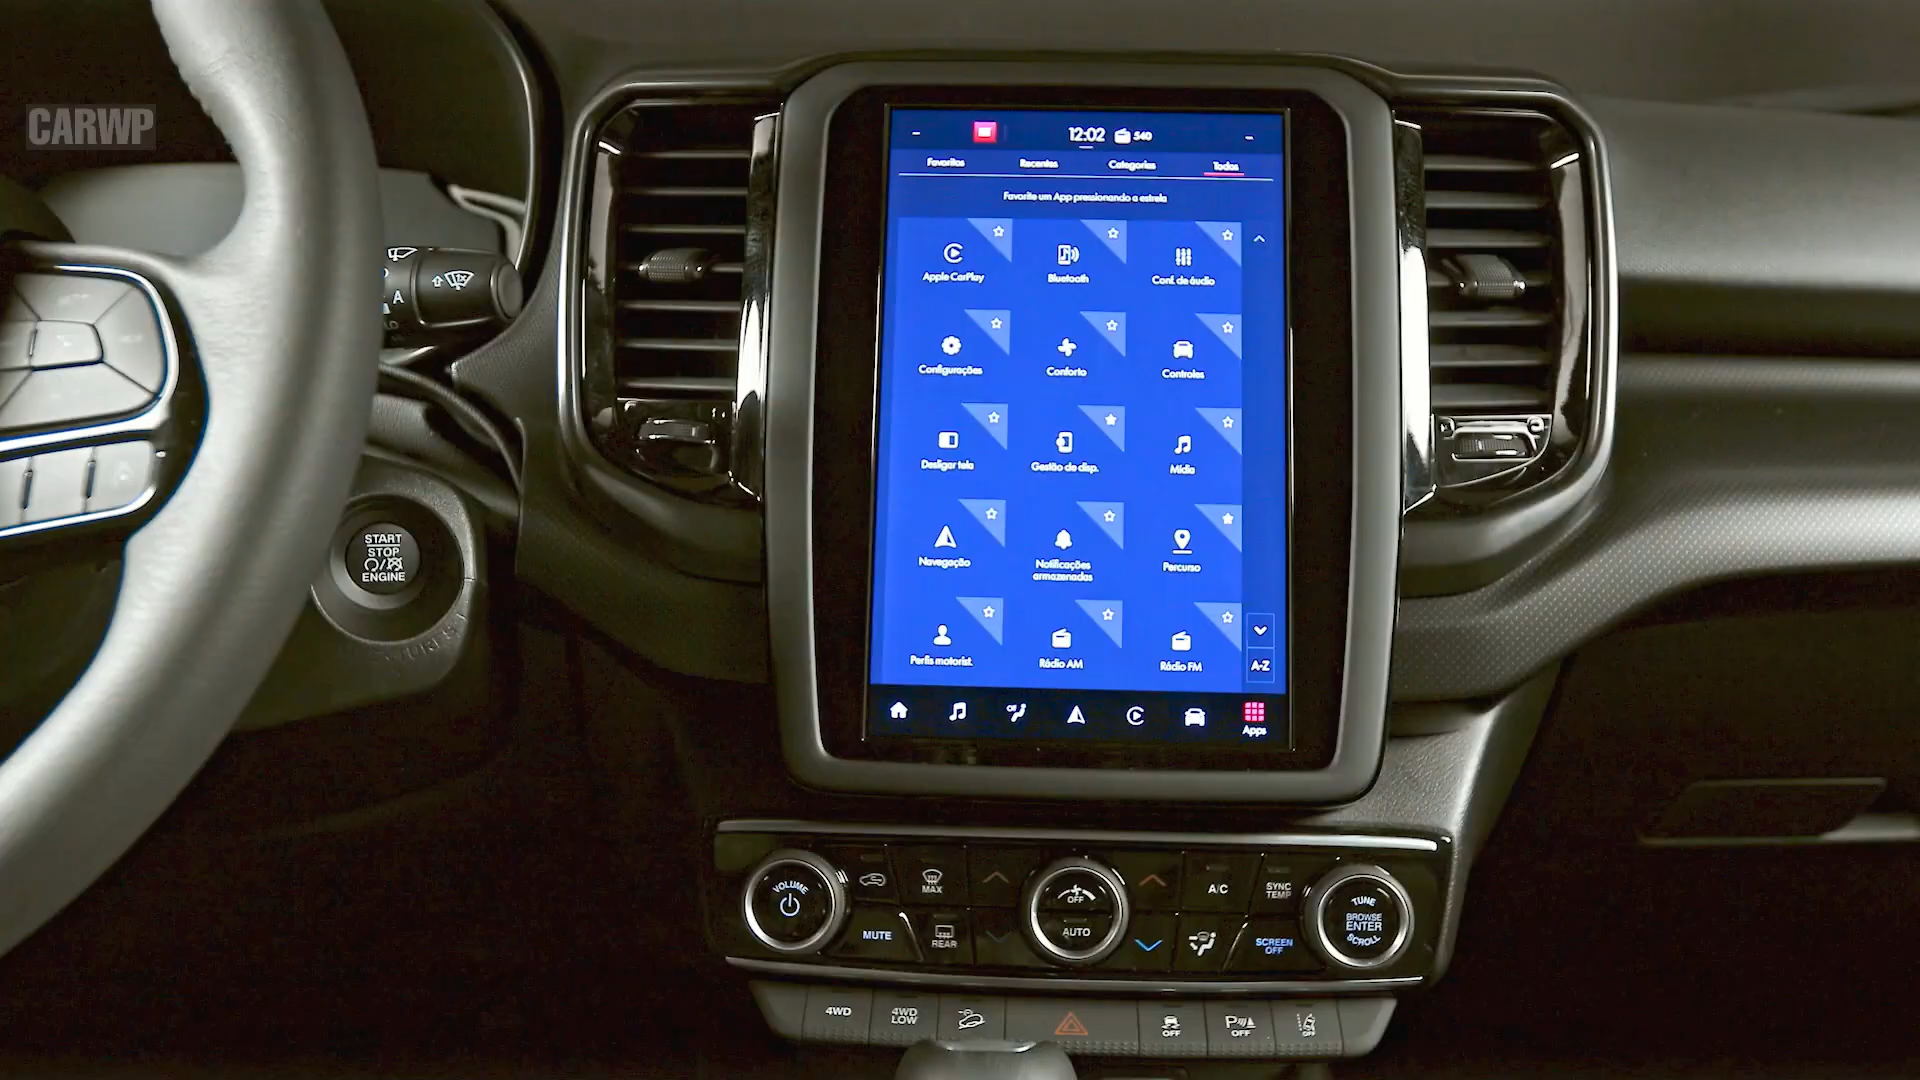 CARWP
12:02 540
Favoritos Recentes Categorias Todos
Favorite um App pressionando a estrela
Apple CarPlay Bluetooth Conf. de áudio
Configurações Conforto Controles
Desligar tela Gestão de disp. Mídia
Navegação Notificações armazenadas Percurso
Perfis motorist. Rádio AM Rádio FM
A-Z
Apps
1x
A
START
STOP
ENGINE
VOLUME
MAX
MUTE
REAR
OFF
AUTO
A/C
SYNC
TEMP
SCREEN
OFF
TUNE
BROWSE
ENTER
SCROLL
4WD
4WD
LOW
OFF
P
OFF
OFF